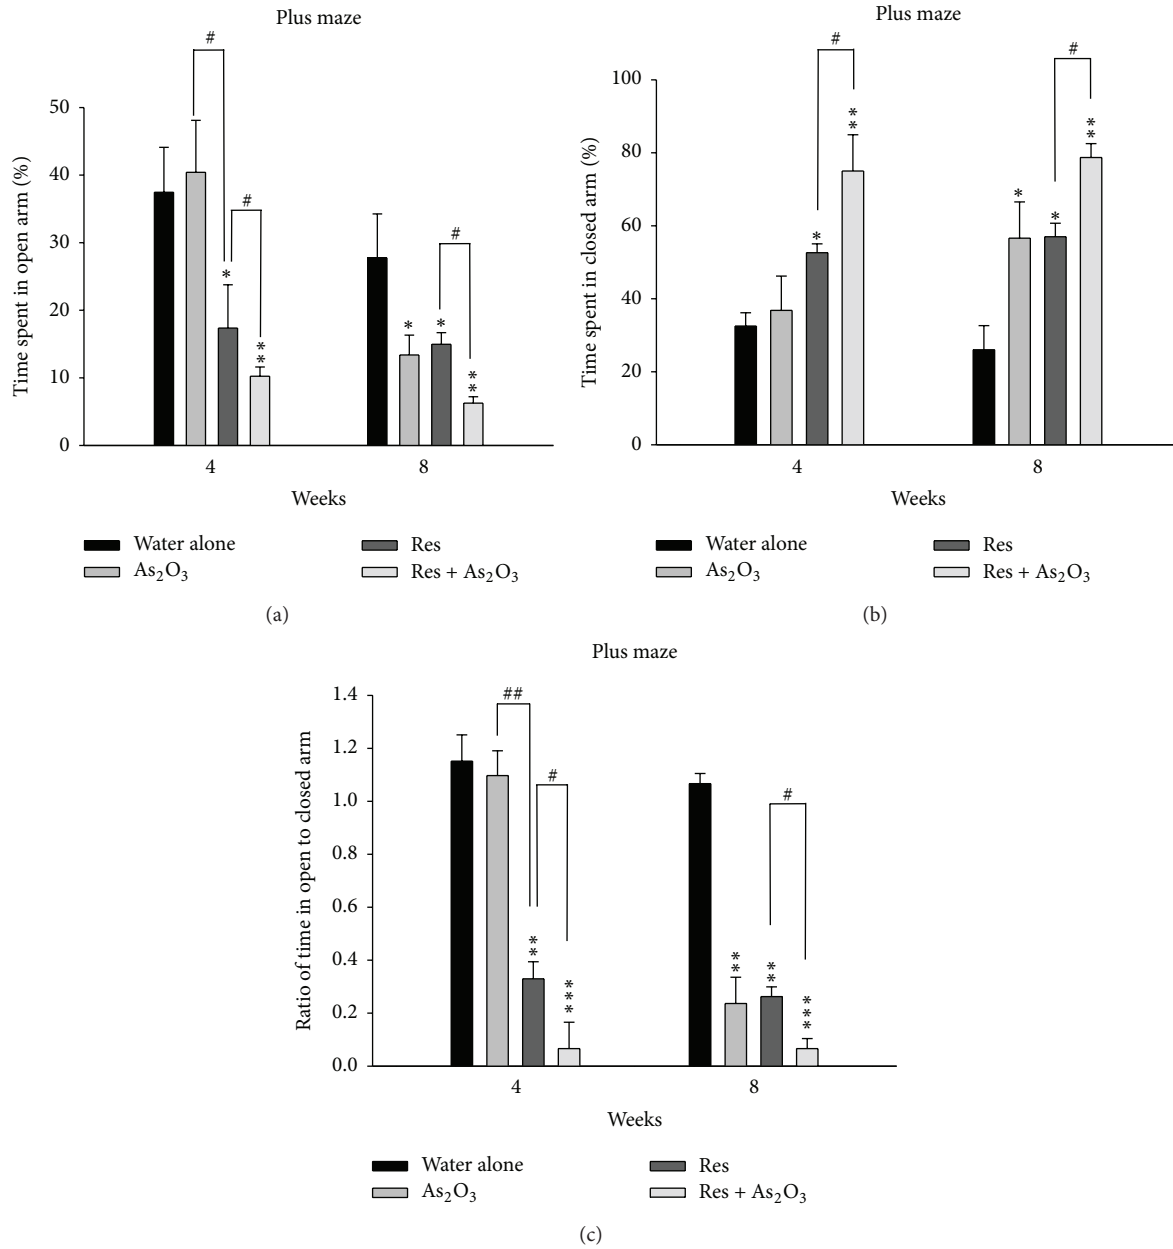 Plus maze
Time spent in open arm (%)
50
40
30
20
10
0
#
#
#
*
**
*
*
**
4
8
Weeks
Water alone
As₂O₃
Res
Res + As₂O₃
(a)
Plus maze
Time spent in closed arm (%)
100
80
60
40
20
0
#
#
*
**
*
*
**
4
8
Weeks
Water alone
As₂O₃
Res
Res + As₂O₃
(b)
Plus maze
Ratio of time in open to closed arm
1.4
1.2
1.0
0.8
0.6
0.4
0.2
0.0
##
#
#
**
***
**
**
***
4
8
Weeks
Water alone
As₂O₃
Res
Res + As₂O₃
(c)